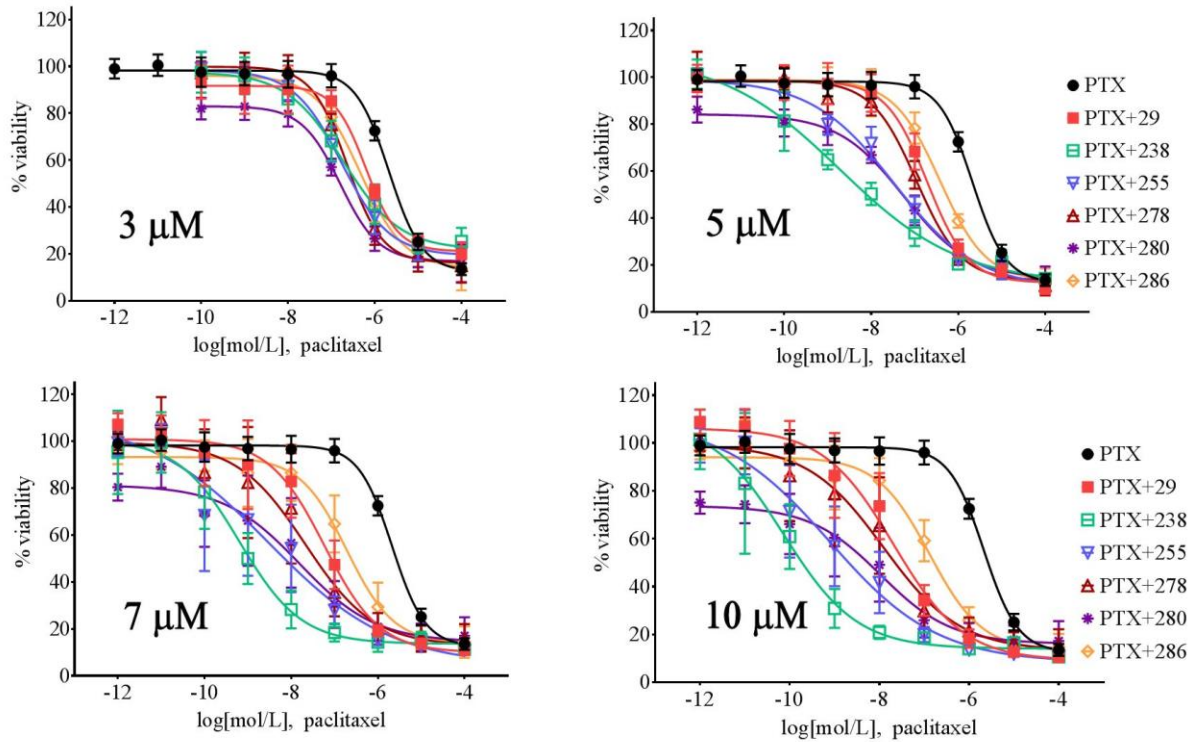 120
100
80
60
40
20
0
% viability
3 μM
-12 -10 -8 -6 -4
log[mol/L], paclitaxel
120
100
80
60
40
20
0
% viability
5 μM
-12 -10 -8 -6 -4
log[mol/L], paclitaxel
PTX
PTX+29
PTX+238
PTX+255
PTX+278
PTX+280
PTX+286
120
100
80
60
40
20
0
% viability
7 μM
-12 -10 -8 -6 -4
log[mol/L], paclitaxel
120
100
80
60
40
20
0
% viability
10 μM
-12 -10 -8 -6 -4
log[mol/L], paclitaxel
PTX
PTX+29
PTX+238
PTX+255
PTX+278
PTX+280
PTX+286